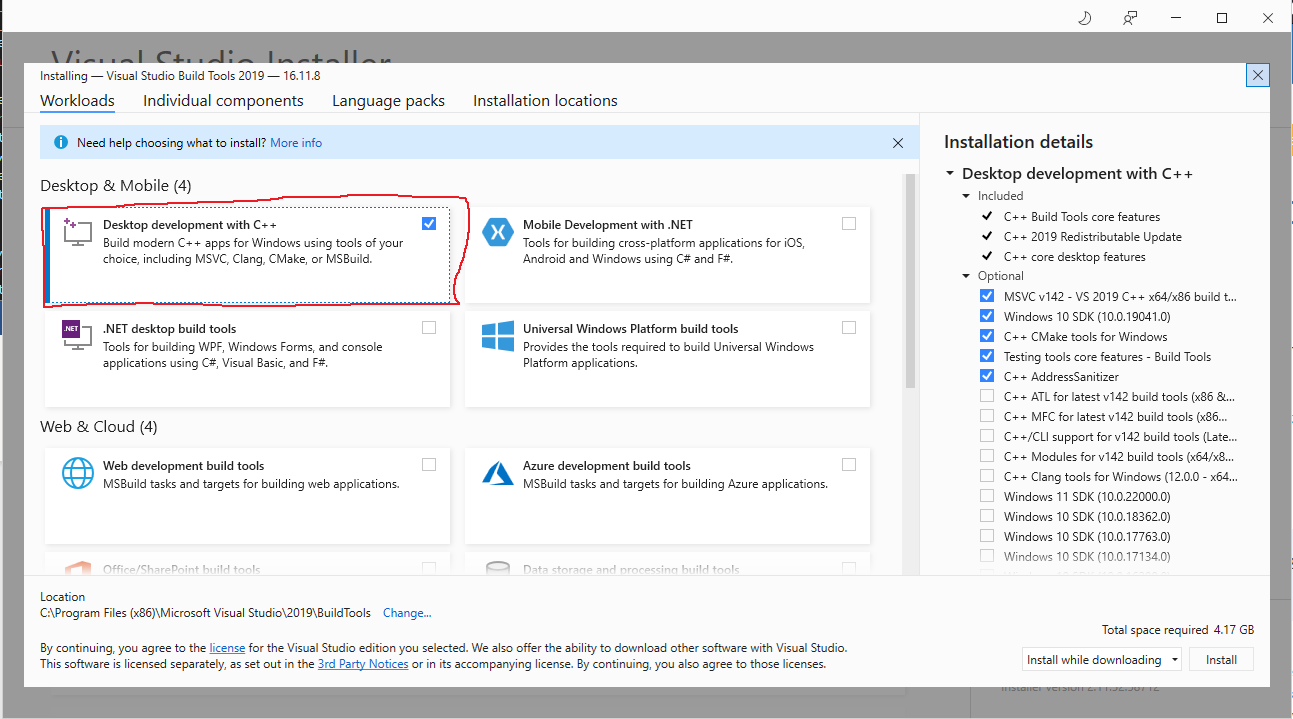 Visual Studio Installer
Installing — Visual Studio Build Tools 2019 — 16.11.8
Workloads Individual components Language packs Installation locations
Need help choosing what to install? More info
Desktop & Mobile (4)
Desktop development with C++
Build modern C++ apps for Windows using tools of your
choice, including MSVC, Clang, CMake, or MSBuild.
Mobile Development with .NET
Tools for building cross-platform applications for iOS,
Android and Windows using C# and F#.
.NET
.NET desktop build tools
Tools for building WPF, Windows Forms, and console
applications using C#, Visual Basic, and F#.
Universal Windows Platform build tools
Provides the tools required to build Universal Windows
Platform applications.
Web & Cloud (4)
Web development build tools
MSBuild tasks and targets for building web applications.
Azure development build tools
MSBuild tasks and targets for building Azure applications.
Office/SharePoint build tools
Data storage and processing build tools
Installation details
Desktop development with C++
Included
C++ Build Tools core features
C++ 2019 Redistributable Update
C++ core desktop features
Optional
MSVC v142 - VS 2019 C++ x64/x86 build t...
Windows 10 SDK (10.0.19041.0)
C++ CMake tools for Windows
Testing tools core features - Build Tools
C++ AddressSanitizer
C++ ATL for latest v142 build tools (x86 &...
C++ MFC for latest v142 build tools (x86...
C++/CLI support for v142 build tools (Late...
C++ Modules for v142 build tools (x64/x8...
C++ Clang tools for Windows (12.0.0 - x64...
Windows 11 SDK (10.0.22000.0)
Windows 10 SDK (10.0.18362.0)
Windows 10 SDK (10.0.17763.0)
Windows 10 SDK (10.0.17134.0)
Location
C:\Program Files (x86)\Microsoft Visual Studio\2019\BuildTools Change...
By continuing, you agree to the license for the Visual Studio edition you selected. We also offer the ability to download other software with Visual Studio.
This software is licensed separately, as set out in the 3rd Party Notices or in its accompanying license. By continuing, you also agree to those licenses.
Total space required 4.17 GB
Install while downloading Install
Installer version